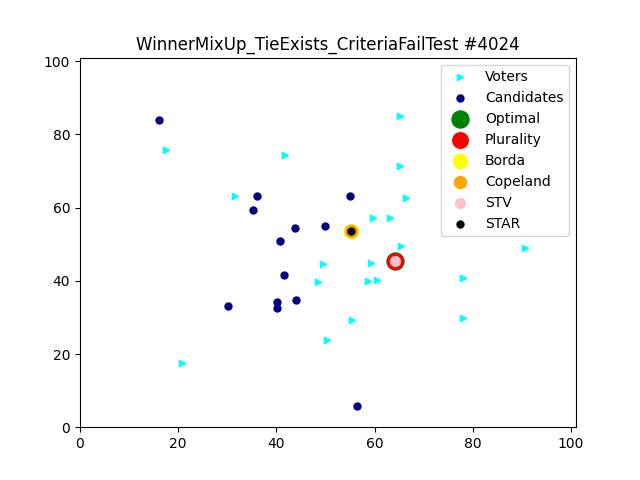 WinnerMixUp_TieExists_CriteriaFailTest #4024
100
80
60
40
20
0
0 20 40 60 80 100
Voters
Candidates
Optimal
Plurality
Borda
Copeland
STV
STAR